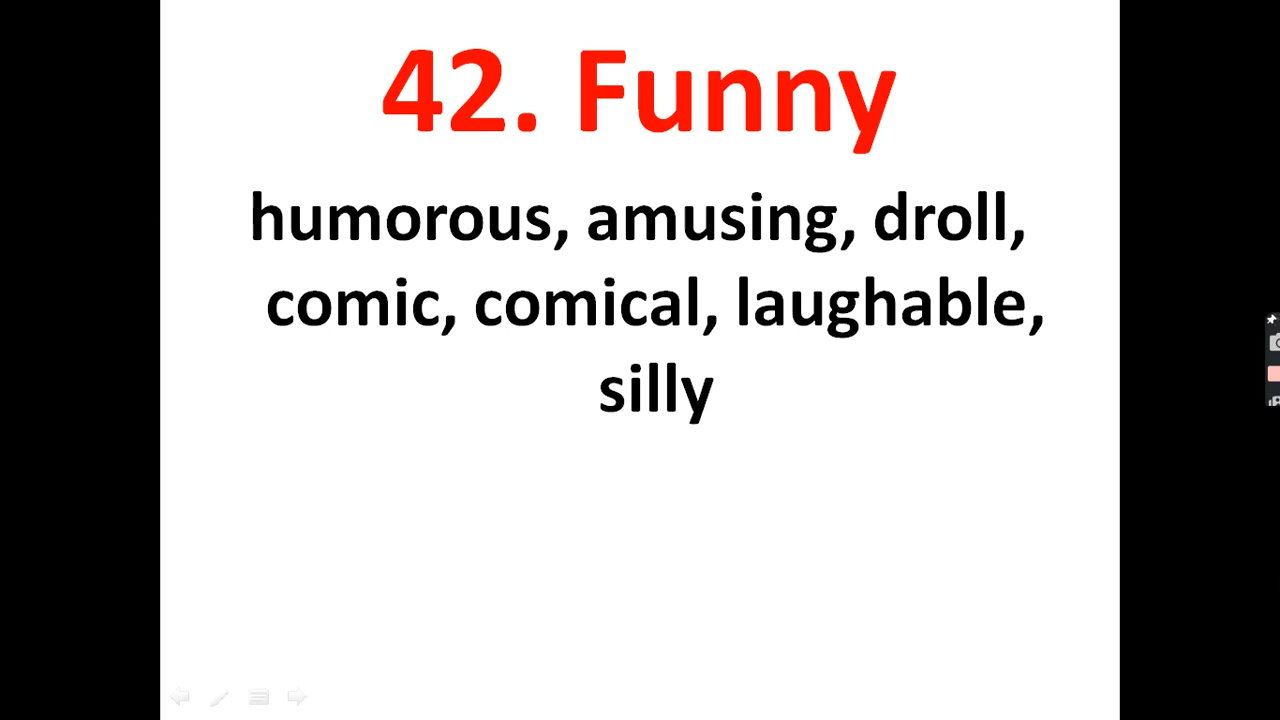 42. Funny
humorous, amusing, droll,
comic, comical, laughable,
silly